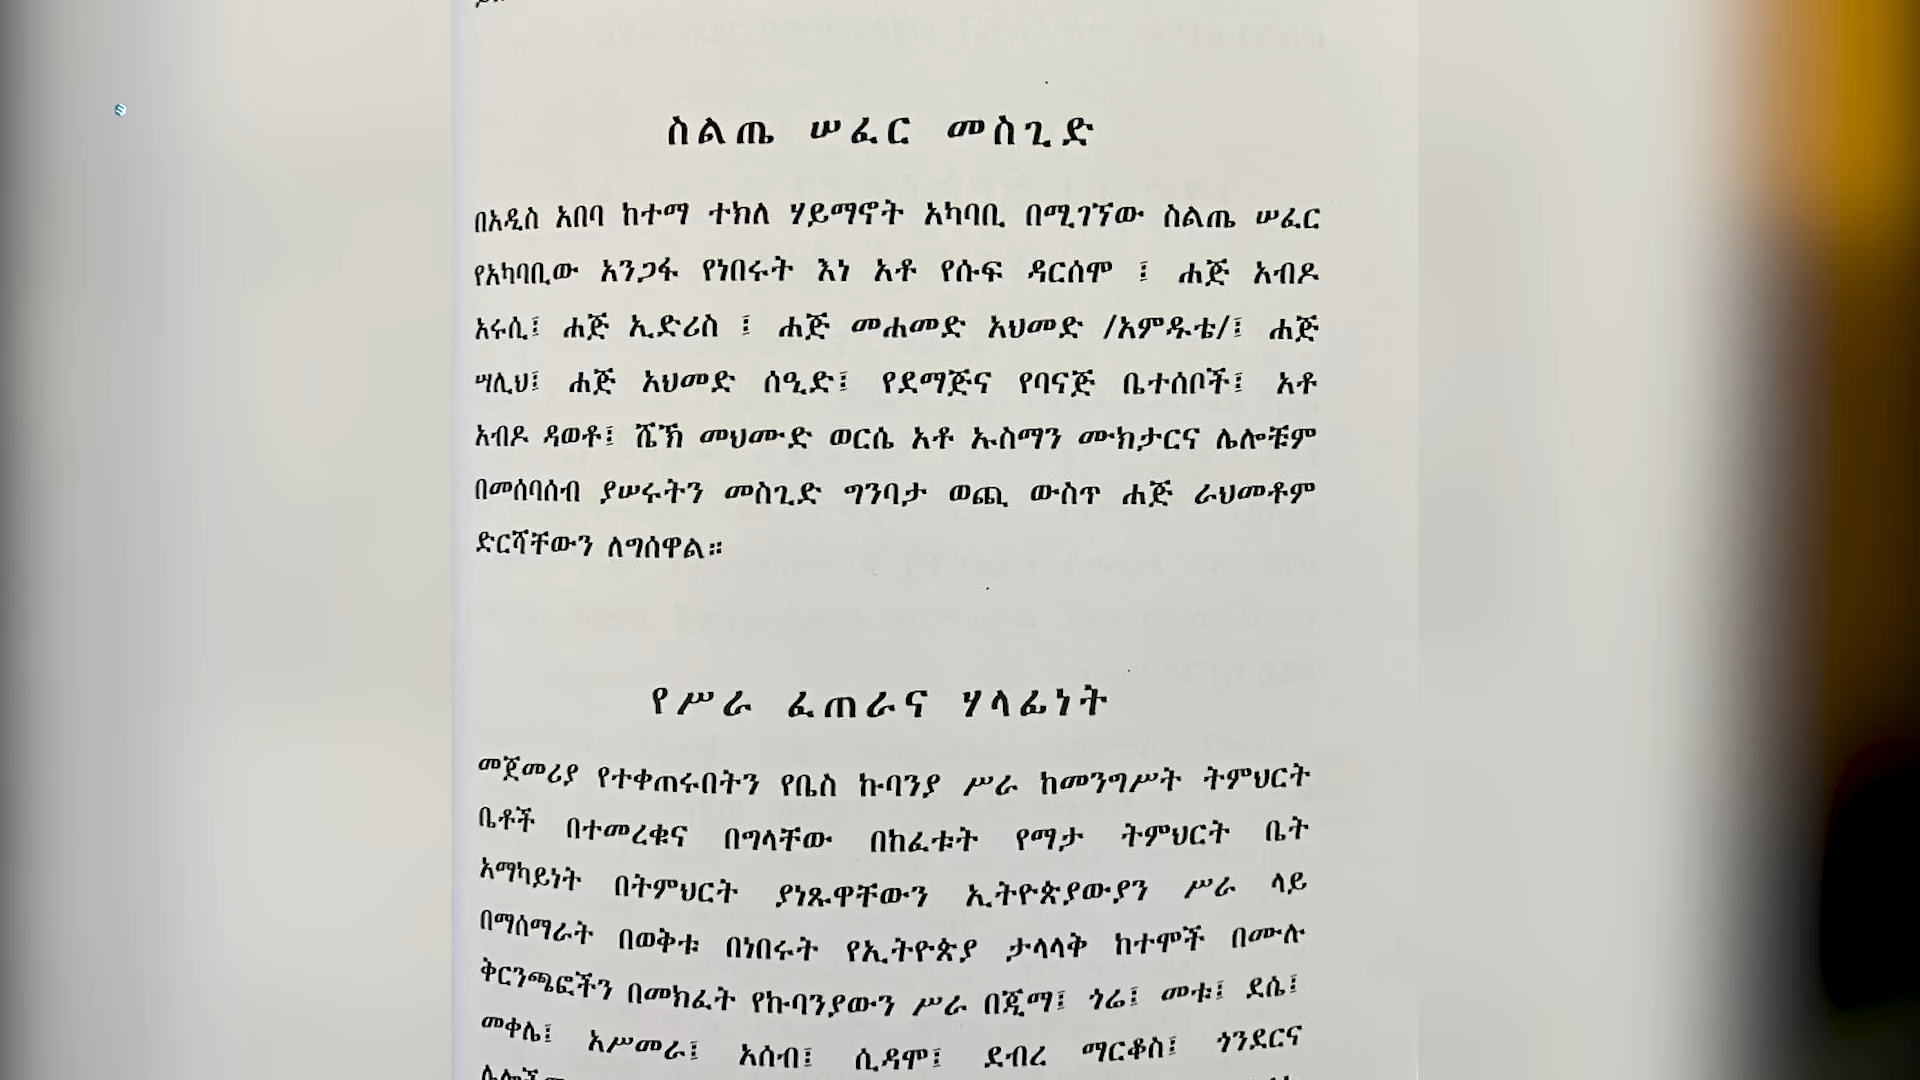 ስልጤ ሠፈር መስጊድ
በአዲስ አበባ ከተማ ተክለ ሃይማኖት አካባቢ በሚገኘው ስልጤ ሠፈር
የአካባቢው አንጋፋ የነበሩት እነ አቶ የሱፍ ዳርሰሞ ፤ ሐጅ አብዶ
አሩሲ፤ ሐጅ ኢድሪስ ፤ ሐጅ መሐመድ አህመድ /አምዱቴ/፤ ሐጅ
ሣሊህ፤ ሐጅ አህመድ ሰዒድ፤ የደማጅና የባናጅ ቤተሰቦች፤ አቶ
አብዶ ዳወቶ፤ ሼኽ መህሙድ ወርሴ አቶ ኡስማን ሙክታርና ሌሎቹም
በመሰባሰብ ያሠሩትን መስጊድ ግንባታ ወጪ ውስጥ ሐጅ ራህመቶም
ድርሻቸውን ለግሰዋል።
የሥራ ፈጠራና ሃላፊነት
መጀመሪያ የተቀጠሩበትን የቤስ ኩባንያ ሥራ ከመንግሥት ትምህርት
ቤቶች በተመረቁና በግላቸው በከፈቱት የማታ ትምህርት ቤት
አማካይነት በትምህርት ያነጹዋቸውን ኢትዮጵያውያን ሥራ ላይ
በማሰማራት በወቅቱ በነበሩት የኢትዮጵያ ታላላቅ ከተሞች በሙሉ
ቅርንጫፎችን በመክፈት የኩባንያውን ሥራ በጂማ፤ ጎሬ፤ መቱ፤ ደሴ፤
መቀሌ፤ አሥመራ፤ አሰብ፤ ሲዳሞ፤ ደብረ ማርቆስ፤ ጎንደርና